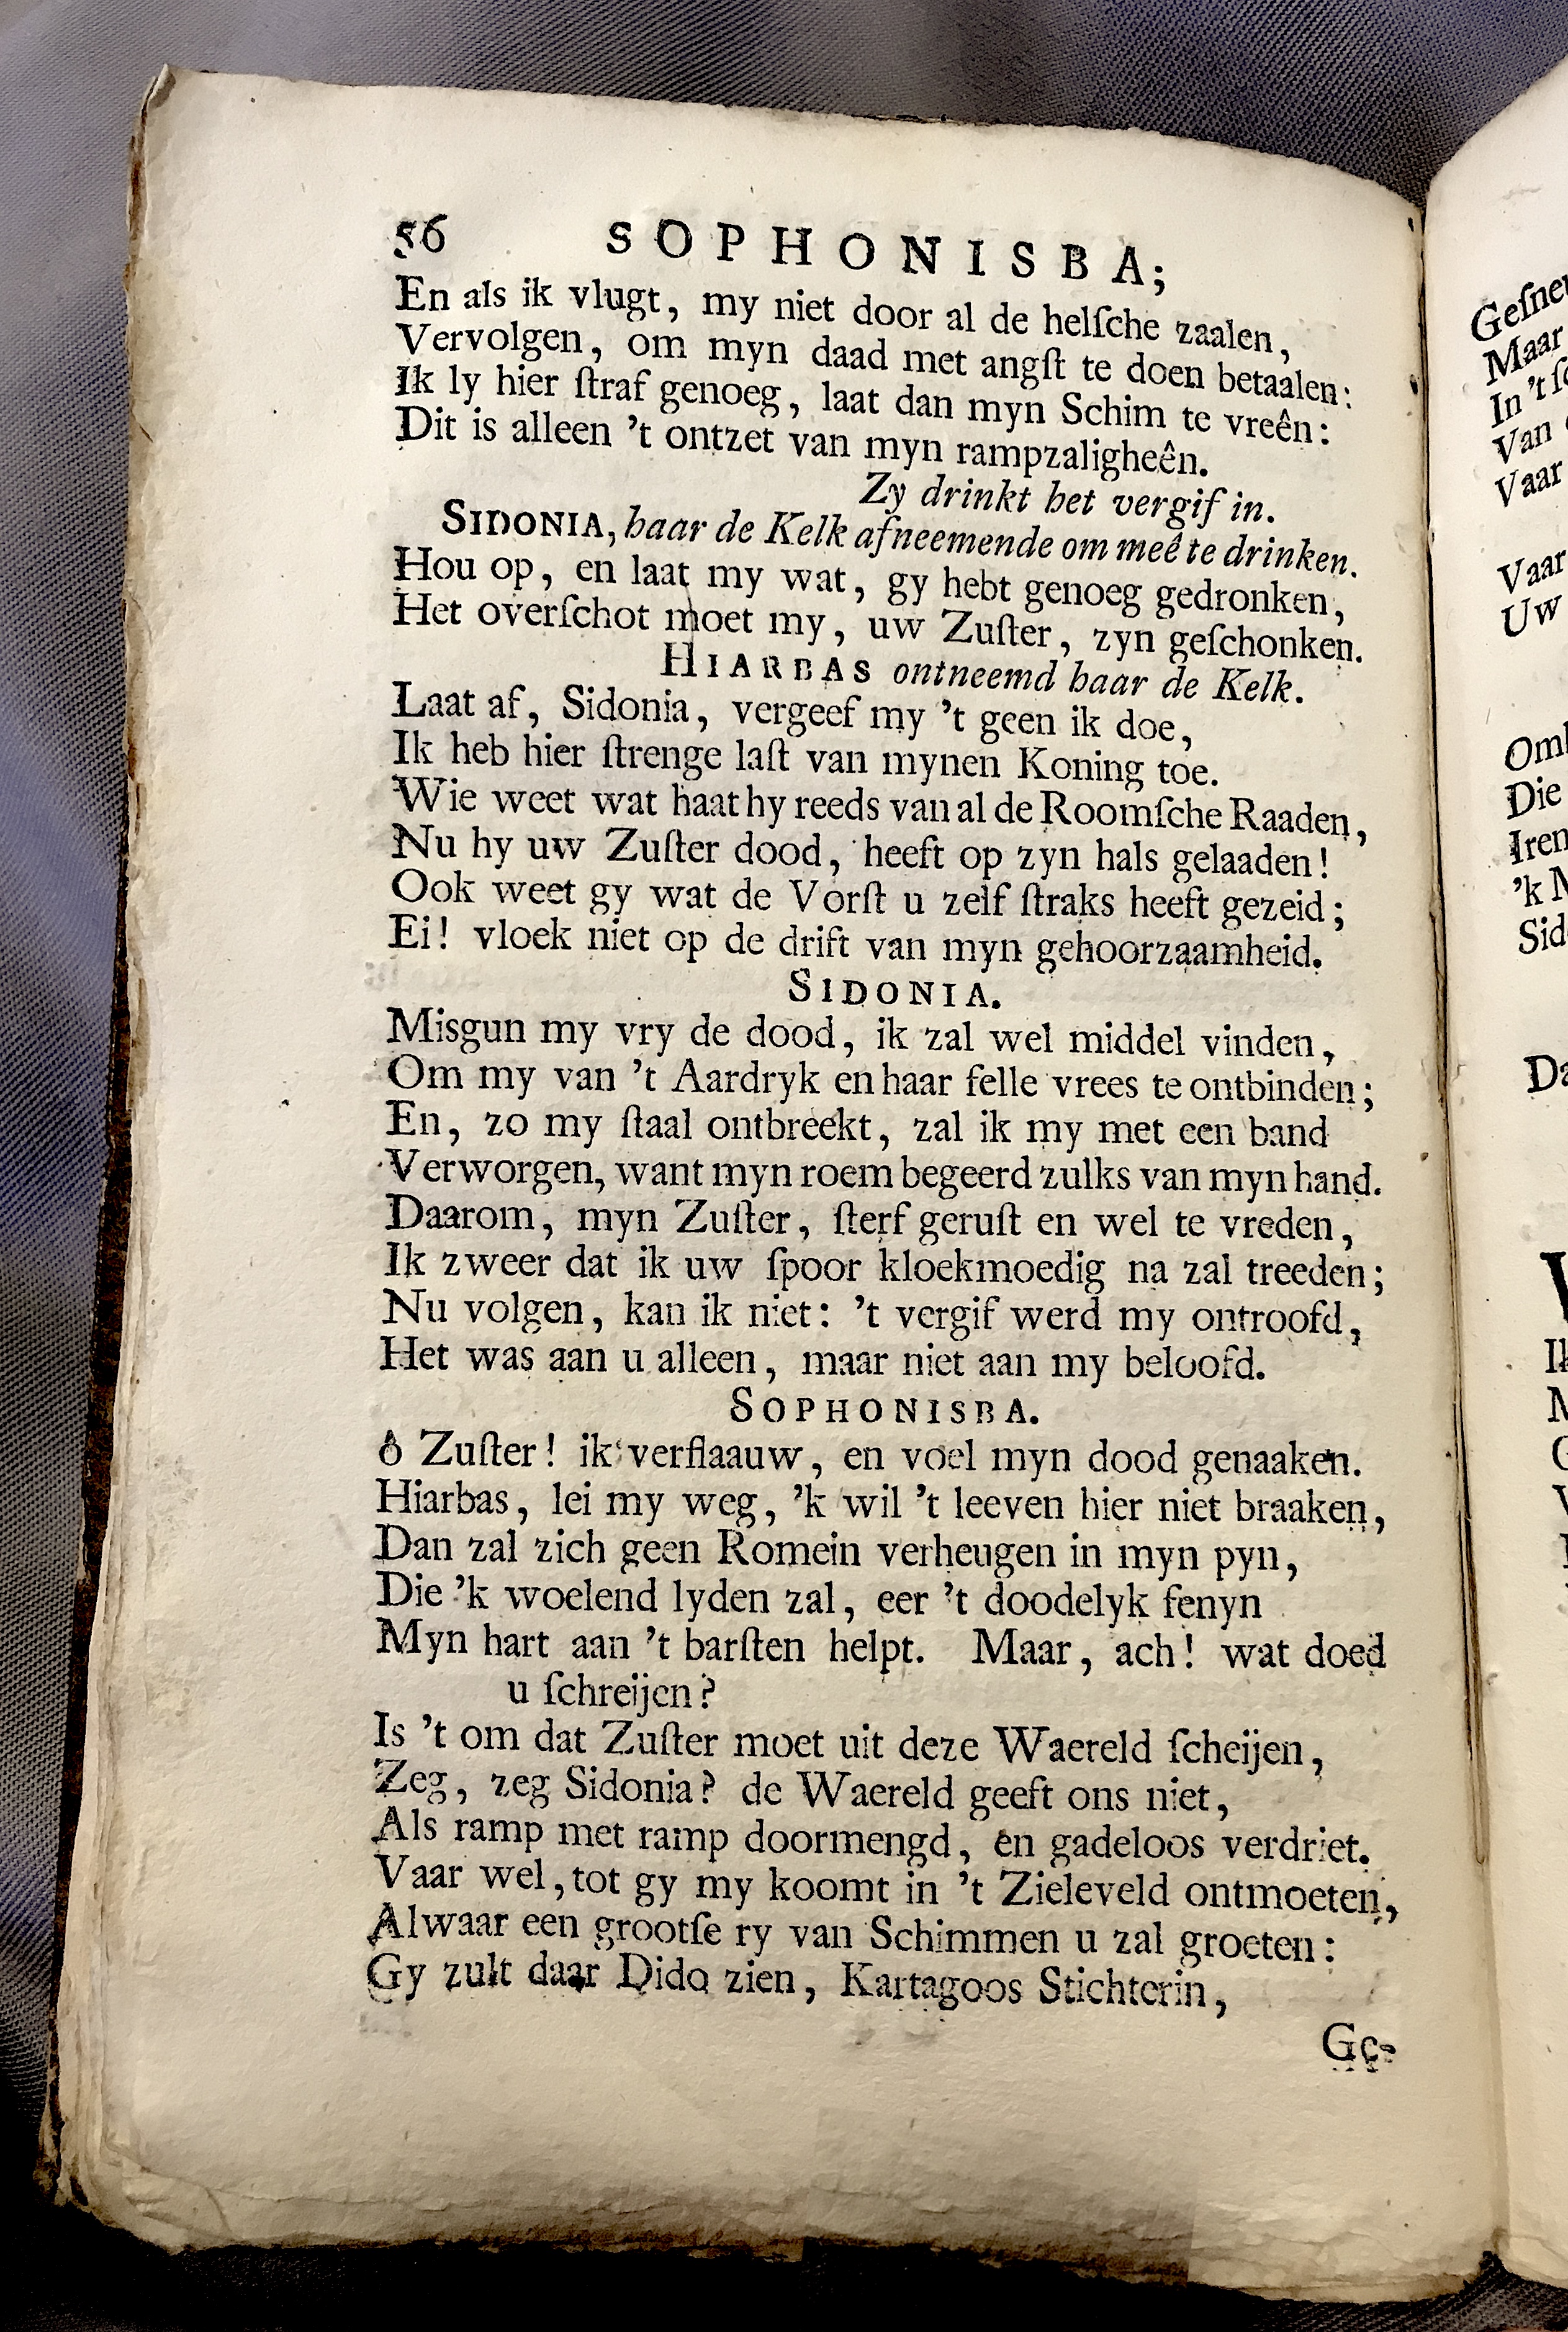 56 SOPHONISBA;
En als ik vlugt, my niet door al de helſche zaalen,
Vervolgen, om myn daad met angſt te doen betaalen:
Ik ly hier ſtraf genoeg, laat dan myn Schim te vreên:
Dit is alleen 't ontzet van myn rampzaligheên.
Zy drinkt het vergif in.
SIDONIA, haar de Kelk afneemende om meê te drinken.
Hou op, en laat my wat, gy hebt genoeg gedronken,
Het overſchot moet my, uw Zuſter, zyn geſchonken.
HIARBAS ontneemd haar de Kelk.
Laat af, Sidonia, vergeef my 't geen ik doe,
Ik heb hier ſtrenge laſt van mynen Koning toe.
Wie weet wat haat hy reeds van al de Roomſche Raaden,
Nu hy uw Zuſter dood, heeft op zyn hals gelaaden!
Ook weet gy wat de Vorſt u zelf ſtraks heeft gezeid;
Ei! vloek niet op de drift van myn gehoorzaamheid.
SIDONIA.
Misgun my vry de dood, ik zal wel middel vinden,
Om my van 't Aardryk en haar felle vrees te ontbinden;
En, zo my ſtaal ontbreekt, zal ik my met een band
Verworgen, want myn roem begeerd zulks van myn hand.
Daarom, myn Zuſter, ſterf geruſt en wel te vreden,
Ik zweer dat ik uw ſpoor kloekmoedig na zal treeden;
Nu volgen, kan ik niet: 't vergif werd my ontroofd,
Het was aan u alleen, maar niet aan my beloofd.
SOPHONISBA.
ô Zuſter! ik verflaauw, en voel myn dood genaaken.
Hiarbas, lei my weg, 'k wil 't leeven hier niet braaken,
Dan zal zich geen Romein verheugen in myn pyn,
Die 'k woelend lyden zal, eer 't doodelyk fenyn
Myn hart aan 't barſten helpt. Maar, ach! wat doed
u ſchreijen?
Is 't om dat Zuſter moet uit deze Waereld ſcheijen,
Zeg, zeg Sidonia? de Waereld geeft ons niet,
Als ramp met ramp doormengd, en gadeloos verdriet.
Vaar wel, tot gy my koomt in 't Zieleveld ontmoeten,
Alwaar een grootſe ry van Schimmen u zal groeten:
Gy zult daar Dido zien, Kartagoos Stichterin,
Ge-
Maar
In 't
Van
Vaar
Vaar
Uw
Die
'k